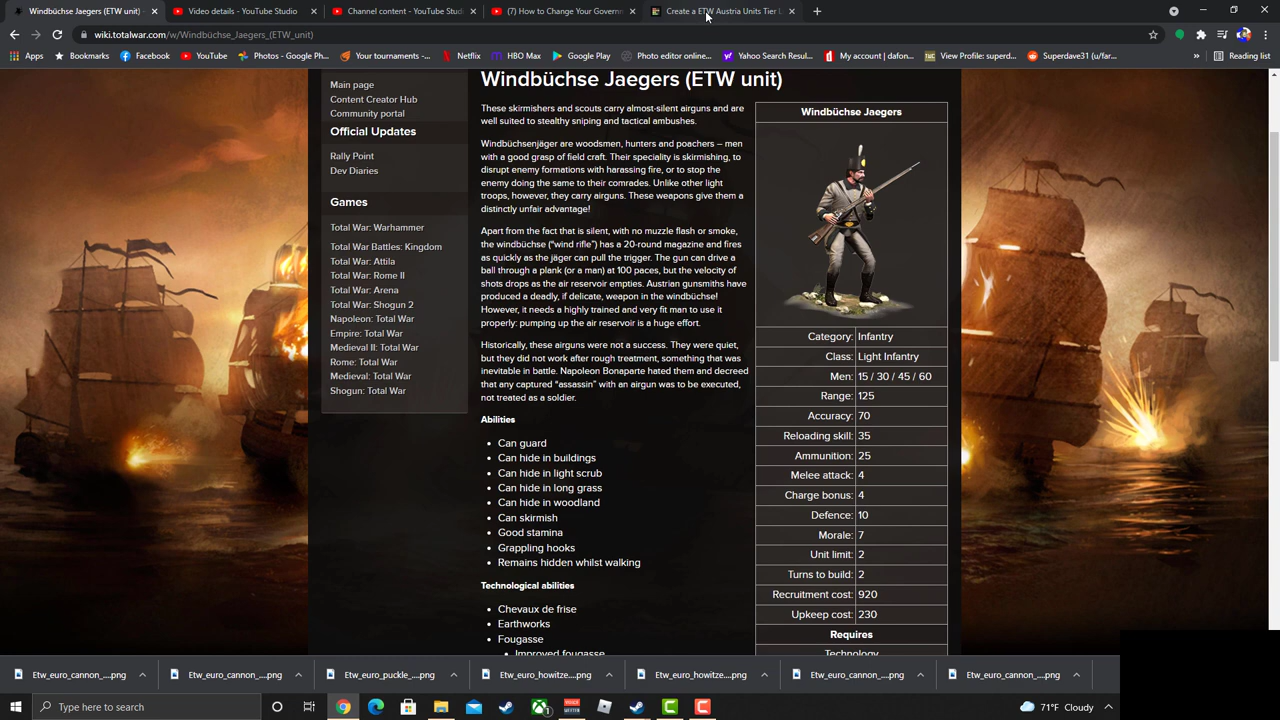 Windbüchse Jaegers (ETW unit)
Video details - YouTube Studio
Channel content - YouTube Stud
(7) How to Change Your Governm
Create a ETW Austria Units Tier L
wiki.totalwar.com/w/Windbüchse_Jaegers_(ETW_unit)
Apps
Yahoo Comments
Facebook
YouTube
Photos - Google Ph...
Your tournaments -...
Netflix
HBO Max
Google Play
Photo editor online...
Yahoo Search Resul...
My account | dafon...
View Profile: superd...
Superdave31 (u/far...
»
Reading list
Main page
Content Creator Hub
Community portal
Official Updates
Rally Point
Dev Diaries
Games
Total War: Warhammer
Total War Battles: Kingdom
Total War: Attila
Total War: Rome II
Total War: Arena
Total War: Shogun 2
Napoleon: Total War
Empire: Total War
Medieval II: Total War
Rome: Total War
Medieval: Total War
Shogun: Total War
Windbüchse Jaegers (ETW unit)
These skirmishers and scouts carry almost-silent airguns and are
well suited to stealthy sniping and tactical ambushes.
Windbüchsenjäger are woodsmen, hunters and poachers – men
with a good grasp of field craft. Their speciality is skirmishing, to
disrupt enemy formations with harassing fire, or to stop the
enemy doing the same to their comrades. Unlike other light
troops, however, they carry airguns. These weapons give them a
distinctly unfair advantage!
Apart from the fact that is silent, with no muzzle flash or smoke,
the windbüchse (“wind rifle”) has a 20-round magazine and fires
as quickly as the jäger can pull the trigger. The gun can drive a
ball through a plank (or a man) at 100 paces, but the velocity of
shots drops as the air reservoir empties. Austrian gunsmiths have
produced a deadly, if delicate, weapon in the windbüchse!
However, it needs a highly trained and very fit man to use it
properly: pumping up the air reservoir is a huge effort.
Historically, these airguns were not a success. They were quiet,
but they did not work after rough treatment, something that was
inevitable in battle. Napoleon Bonaparte hated them and decreed
that any captured “assassin” with an airgun was to be executed,
not treated as a soldier.
Abilities
Can guard
Can hide in buildings
Can hide in light scrub
Can hide in long grass
Can hide in woodland
Can skirmish
Good stamina
Grappling hooks
Remains hidden whilst walking
Technological abilities
Chevaux de frise
Earthworks
Fougasse
Improved fougasse
Windbüchse Jaegers
Category: Infantry
Class: Light Infantry
Men: 15 / 30 / 45 / 60
Range: 125
Accuracy: 70
Reloading skill: 35
Ammunition: 25
Melee attack: 4
Charge bonus: 4
Defence: 10
Morale: 7
Unit limit: 2
Turns to build: 2
Recruitment cost: 920
Upkeep cost: 230
Requires
Technology
Etw_euro_cannon_....png
Etw_euro_cannon_....png
Etw_euro_puckle_....png
Etw_euro_howitze....png
Etw_euro_howitze....png
Etw_euro_cannon_....png
Etw_euro_cannon_....png
Type here to search
71°F Cloudy